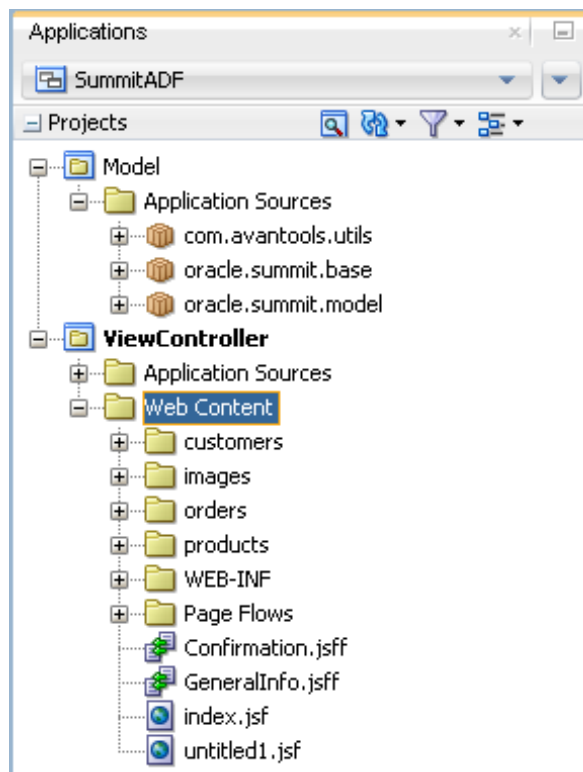 Applications
SummitADF
Projects
Model
Application Sources
com.avantools.utils
oracle.summit.base
oracle.summit.model
ViewController
Application Sources
Web Content
customers
images
orders
products
WEB-INF
Page Flows
Confirmation.jsff
GeneralInfo.jsff
index.jsf
untitled1.jsf